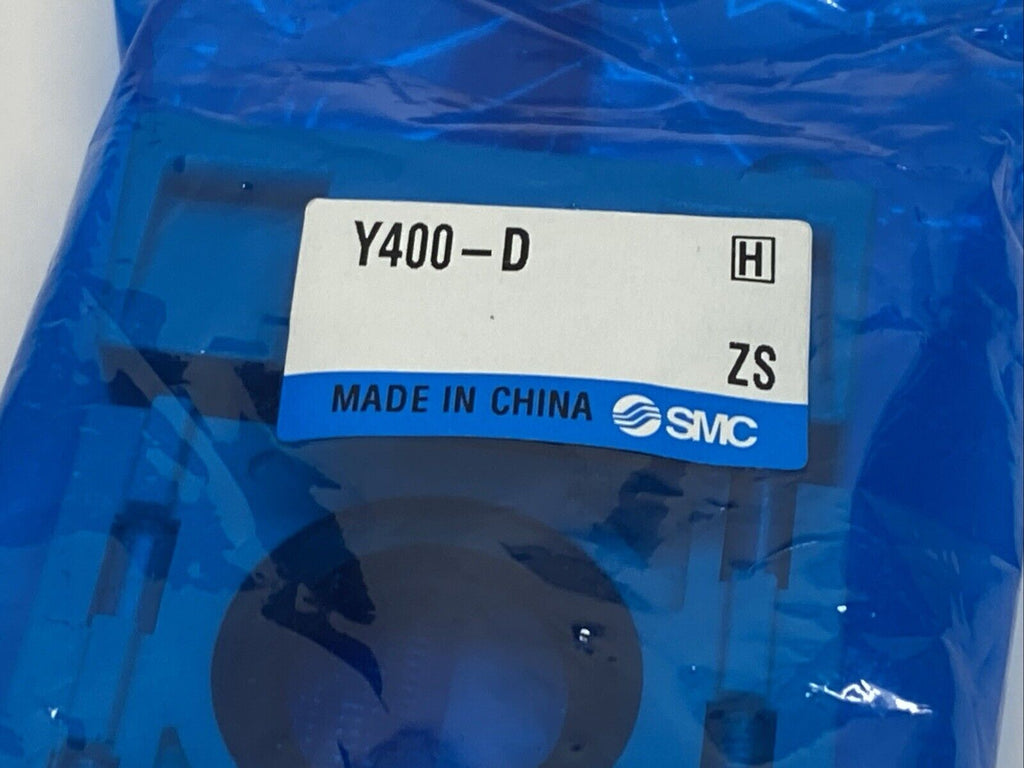 Y400-D H
ZS
MADE IN CHINA SMC